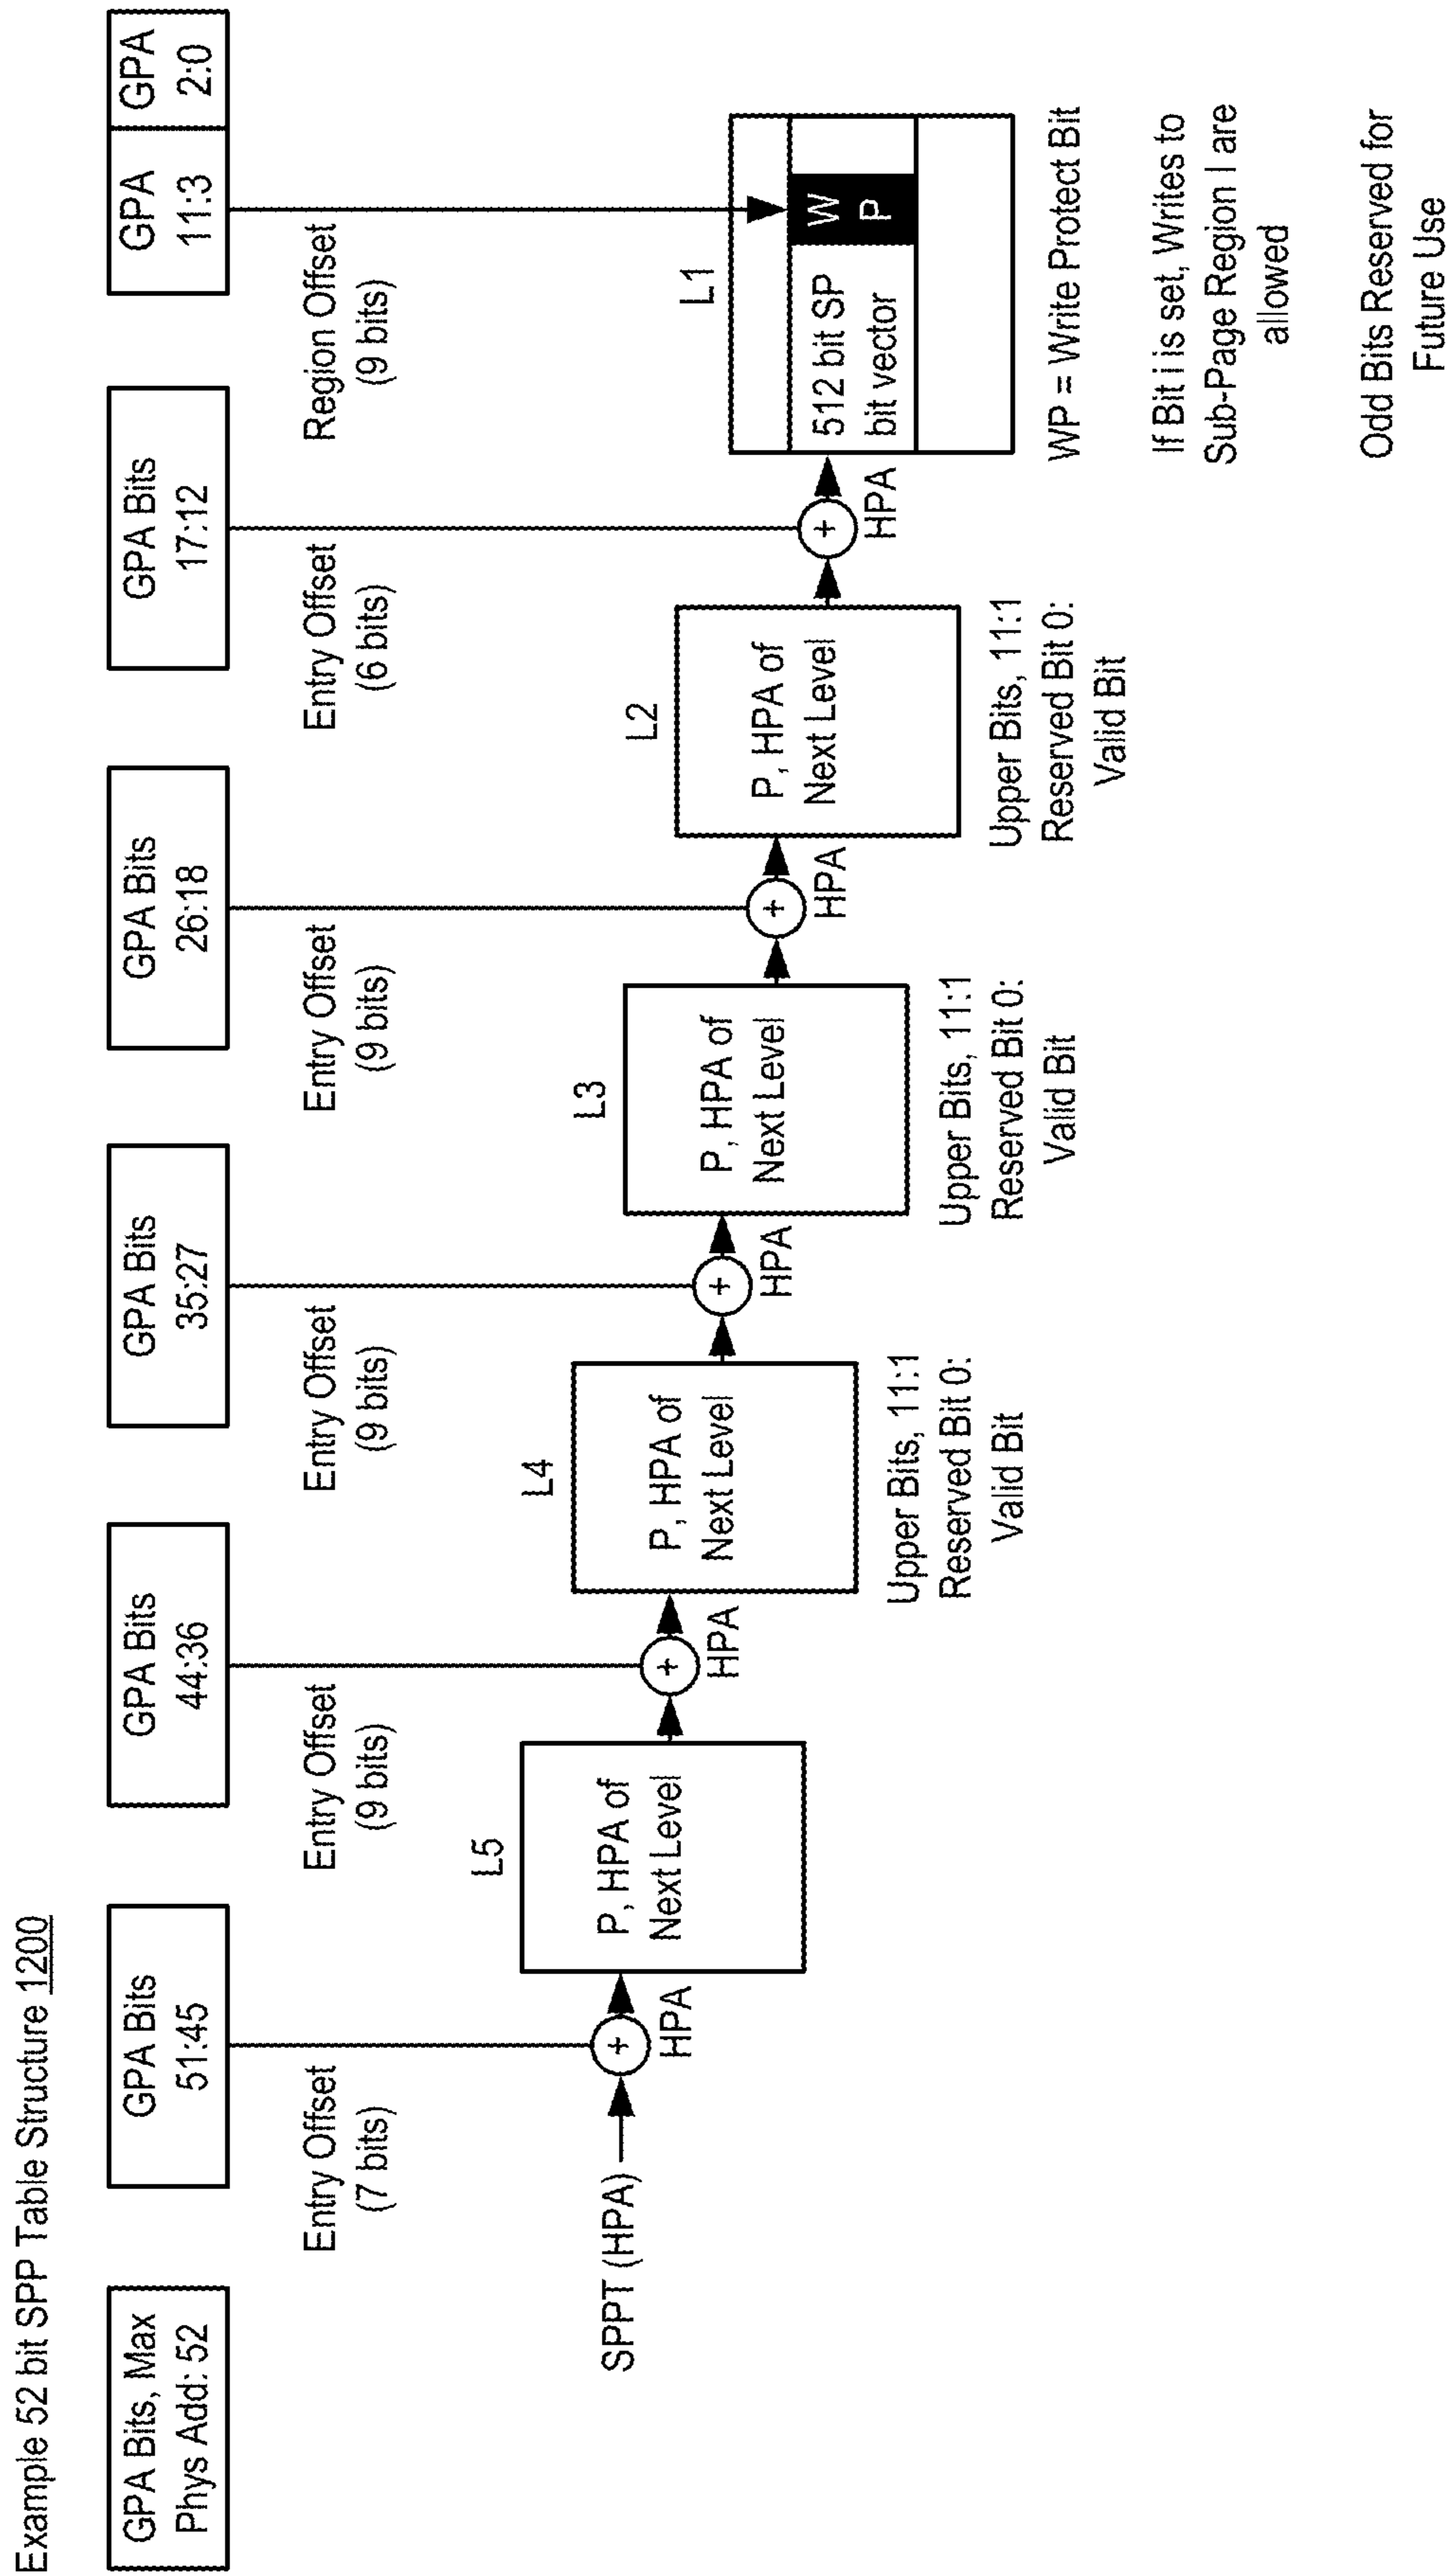 Example 52 bit SPP Table Structure 1200
GPA Bits, Max
Phys Add: 52
GPA Bits
51:45
GPA Bits
44:36
GPA Bits
35:27
GPA Bits
26:18
GPA Bits
17:12
GPA
11:3
GPA
2:0
Entry Offset
(7 bits)
Entry Offset
(9 bits)
Entry Offset
(9 bits)
Entry Offset
(9 bits)
Entry Offset
(6 bits)
Region Offset
(9 bits)
SPPT (HPA)
+
HPA
L5
P, HPA of
Next Level
+
HPA
L4
P, HPA of
Next Level
Upper Bits, 11:1
Reserved Bit 0:
Valid Bit
+
HPA
L3
P, HPA of
Next Level
Upper Bits, 11:1
Reserved Bit 0:
Valid Bit
+
HPA
L2
P, HPA of
Next Level
Upper Bits, 11:1
Reserved Bit 0:
Valid Bit
+
HPA
L1
512 bit SP
bit vector
W
P
WP = Write Protect Bit
If Bit i is set, Writes to
Sub-Page Region I are
allowed
Odd Bits Reserved for
Future Use